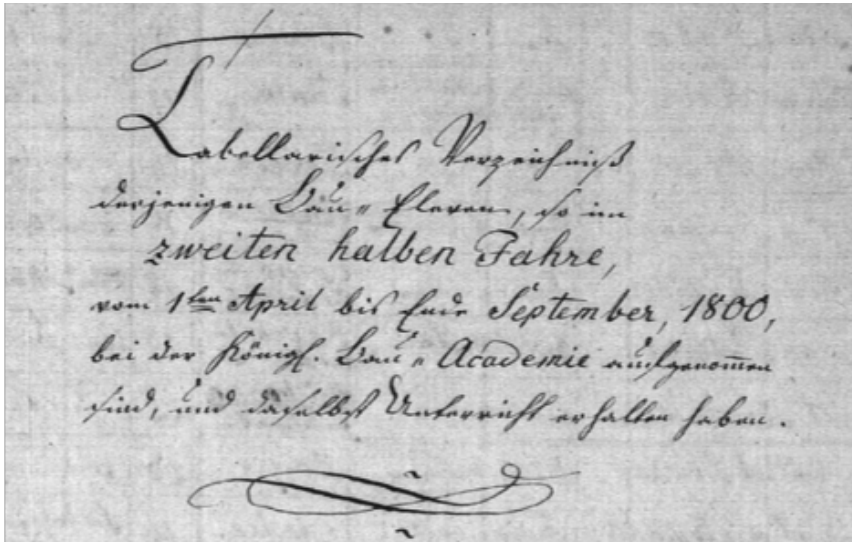 Tabellarisches Verzeichniß
derjenigen Bau-Eleven, so im
zweiten halben Jahre,
vom 1ten April bis Ende September, 1800,
bei der Königl. Bau-Academie aufgenommen
sind, und daselbst Unterricht erhalten haben.